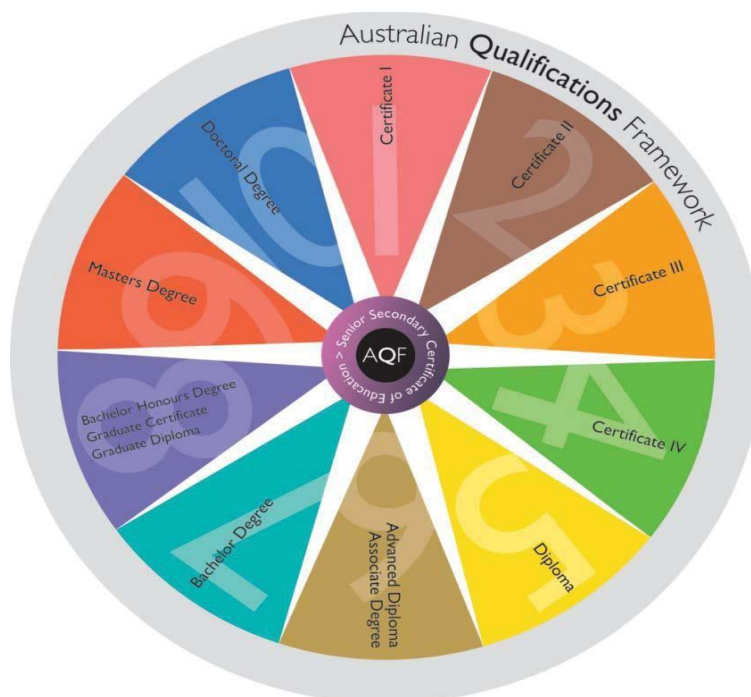 Australian Qualifications Framework
1
Certificate I
2
Certificate II
3
Certificate III
4
Certificate IV
5
Diploma
6
Advanced Diploma
Associate Degree
7
Bachelor Degree
8
Bachelor Honours Degree
Graduate Certificate
Graduate Diploma
9
Masters Degree
10
Doctoral Degree
Senior Secondary Certificate of Education >
AQF